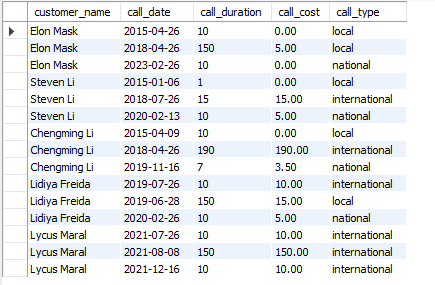 customer_name call_date call_duration call_cost call_type
Elon Mask 2015-04-26 10 0.00 local
Elon Mask 2018-04-26 150 5.00 local
Elon Mask 2023-02-26 10 0.00 national
Steven Li 2015-01-06 1 0.00 local
Steven Li 2018-07-26 15 15.00 international
Steven Li 2020-02-13 10 5.00 national
Chengming Li 2015-04-09 10 0.00 local
Chengming Li 2018-04-26 190 190.00 international
Chengming Li 2019-11-16 7 3.50 national
Lidiya Freida 2019-07-26 10 10.00 international
Lidiya Freida 2019-06-28 150 15.00 local
Lidiya Freida 2020-02-26 10 5.00 national
Lycus Maral 2021-07-26 10 10.00 international
Lycus Maral 2021-08-08 150 150.00 international
Lycus Maral 2021-12-16 10 10.00 international